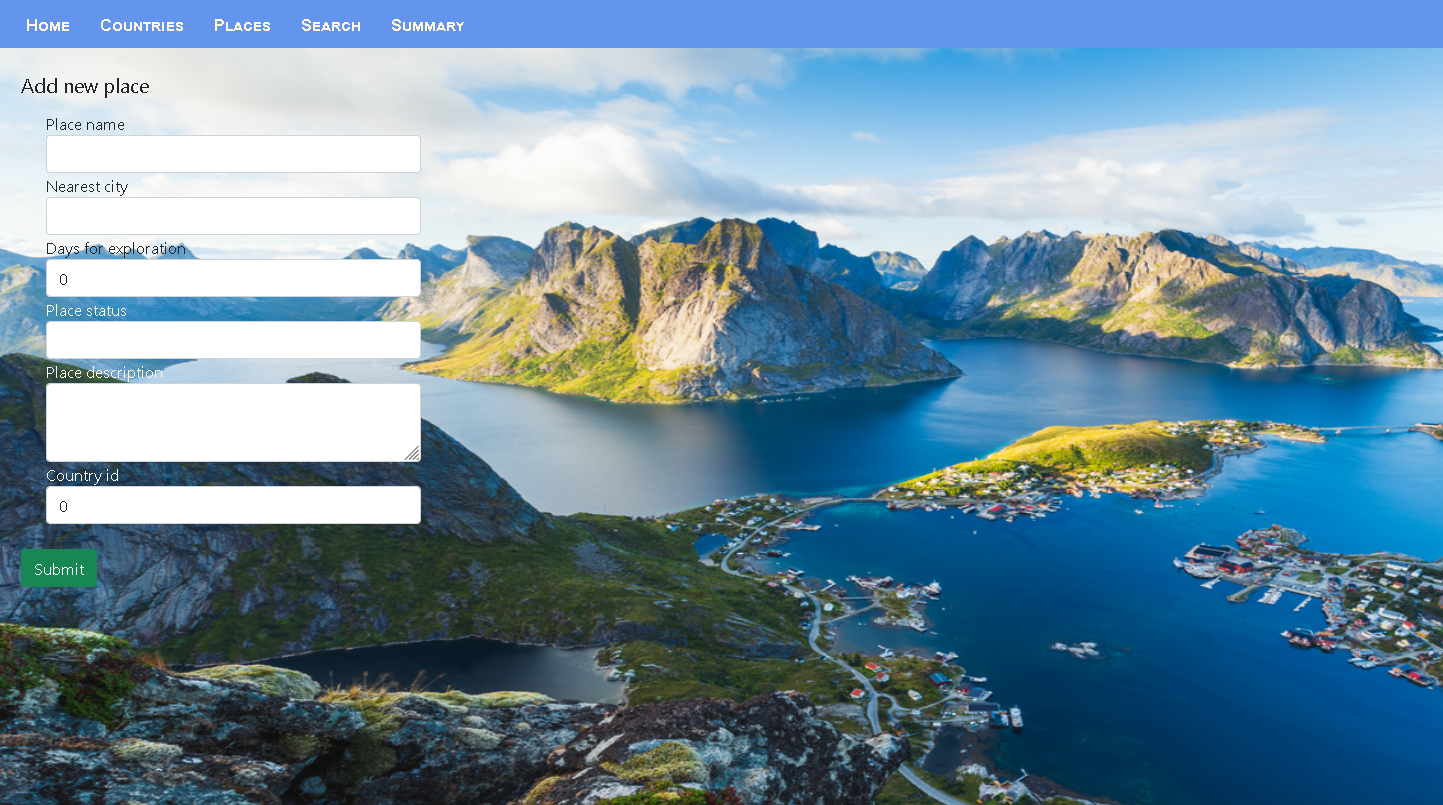 Home Countries Places Search Summary
Add new place
Place name
Nearest city
Days for exploration
0
Place status
Place description
Country id
0
Submit